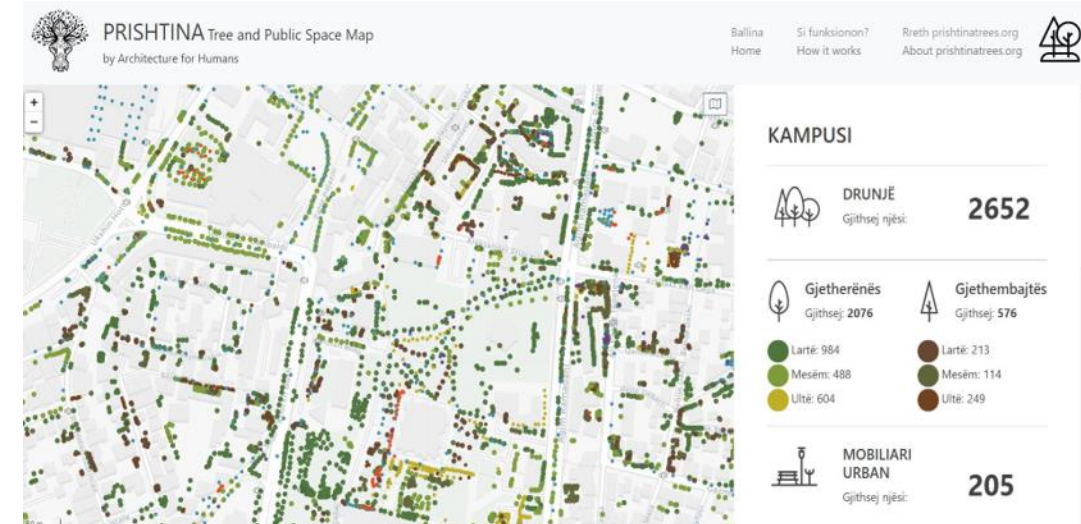 PRISHTINA Tree and Public Space Map
by Architecture for Humans
Ballina
Home
Si funksionon?
How it works
Rreth prishtinatrees.org
About prishtinatrees.org
+
-
KAMPUSI
DRUNJË
Gjithsej njësi:
2652
Gjetherënës
Gjithsej: 2076
Lartë: 984
Mesëm: 488
Ultë: 604
Gjethembajtës
Gjithsej: 576
Lartë: 213
Mesëm: 114
Ultë: 249
MOBILIARI
URBAN
Gjithsej njësi:
205